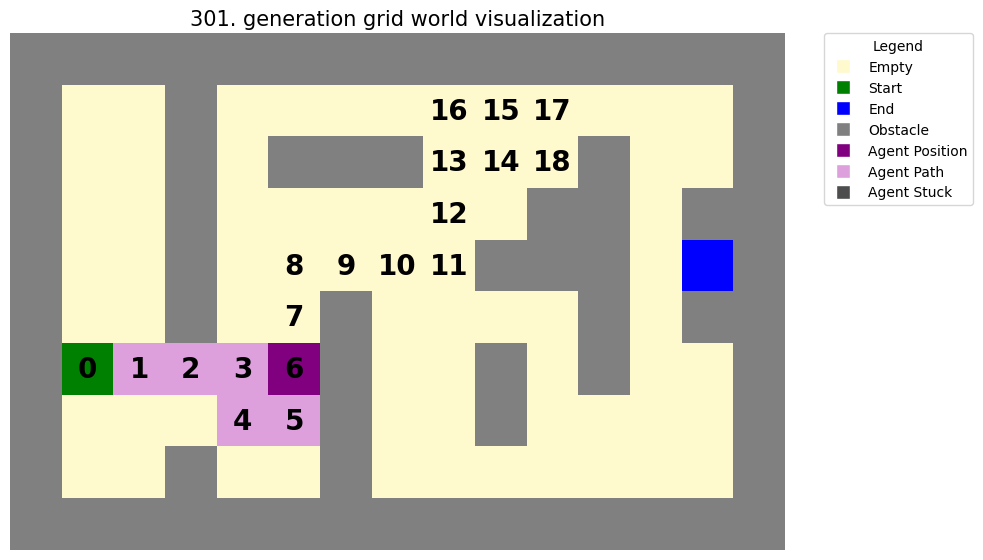 301. generation grid world visualization
16 15 17
13 14 18
12
8 9 10 11
7
0 1 2 3 6
4 5
Legend
Empty
Start
End
Obstacle
Agent Position
Agent Path
Agent Stuck